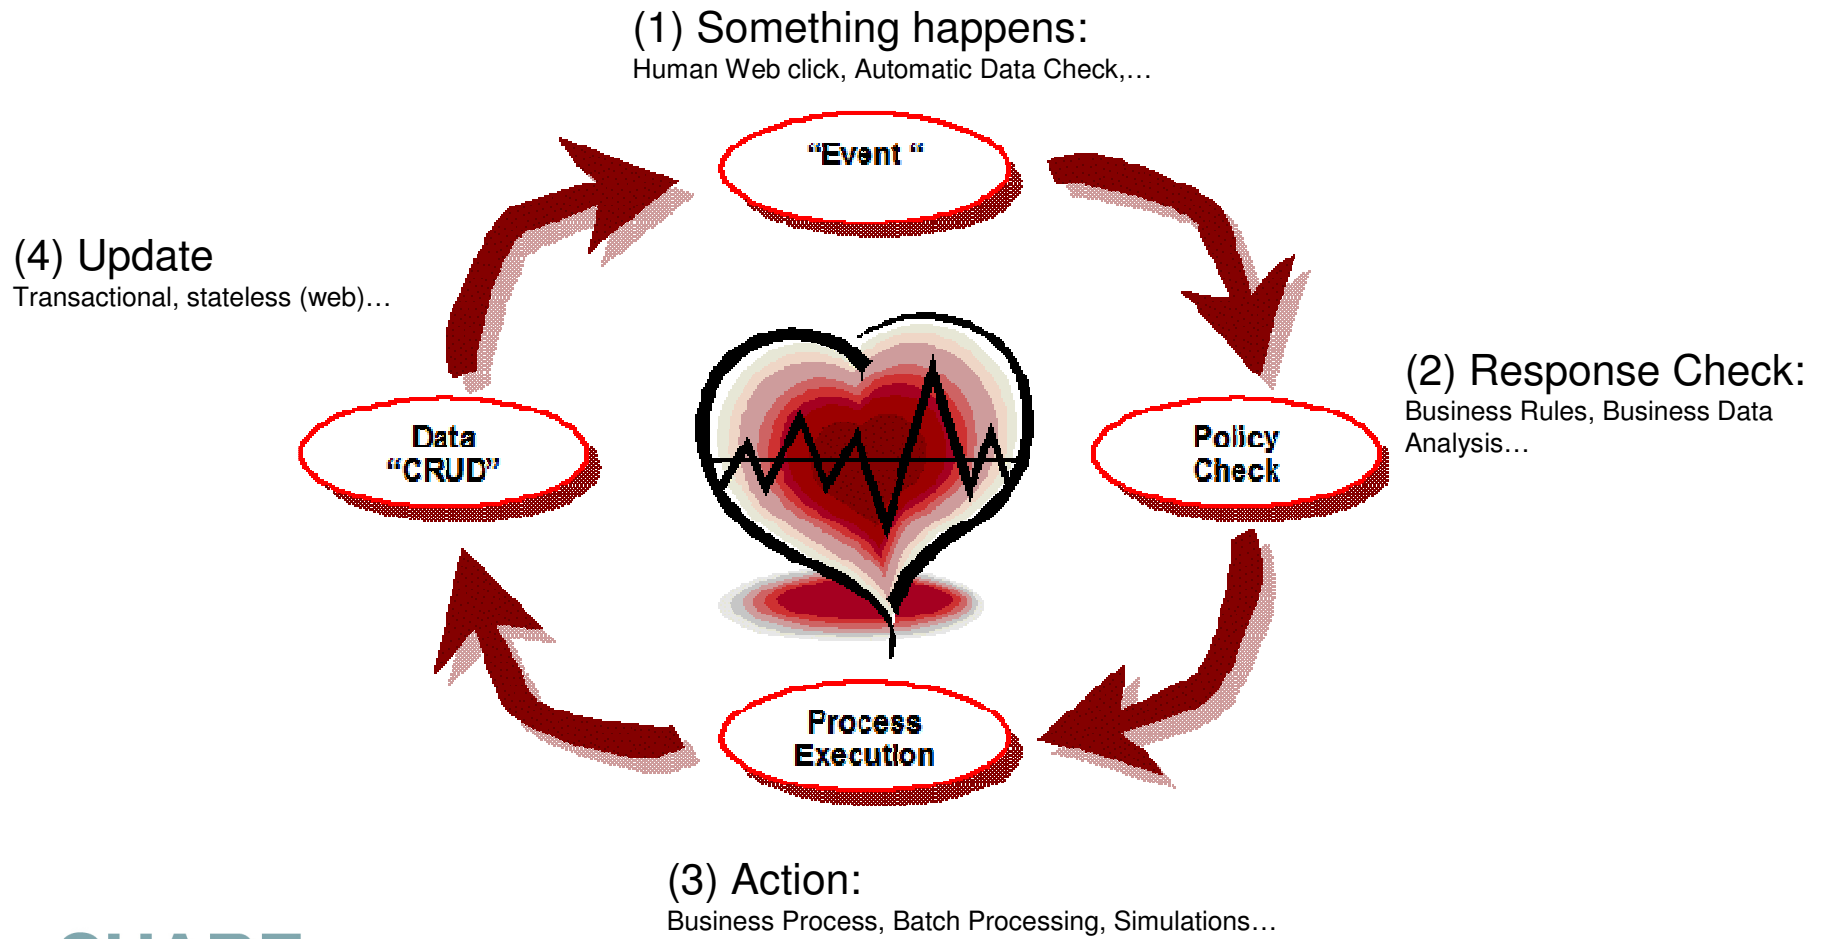 (1) Something happens:
Human Web click, Automatic Data Check,…
“Event “
(4) Update
Transactional, stateless (web)…
(2) Response Check:
Business Rules, Business Data
Analysis…
Data
“CRUD”
Policy
Check
Process
Execution
(3) Action:
Business Process, Batch Processing, Simulations…